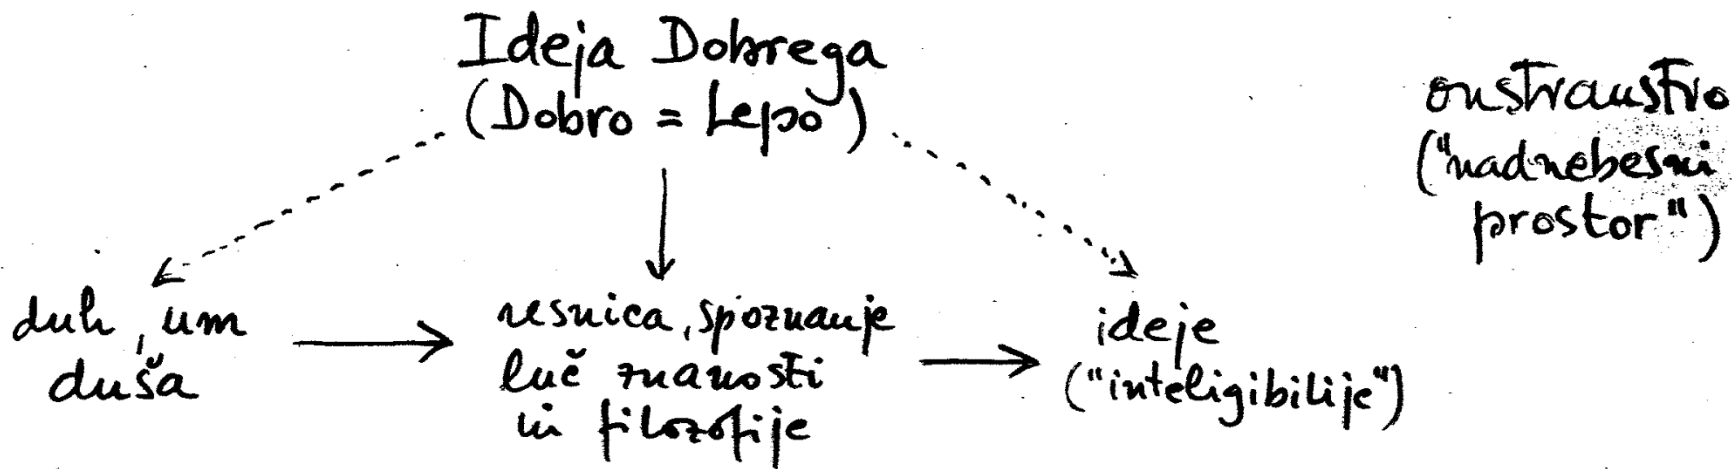 Ideja Dobrega
(Dobro = Lepo)
onstranstvo
("nadnebesni
prostor")
duh, um
duša
resnica, spoznanje
luč znanosti
in filozofije
ideje
("inteligibilije")